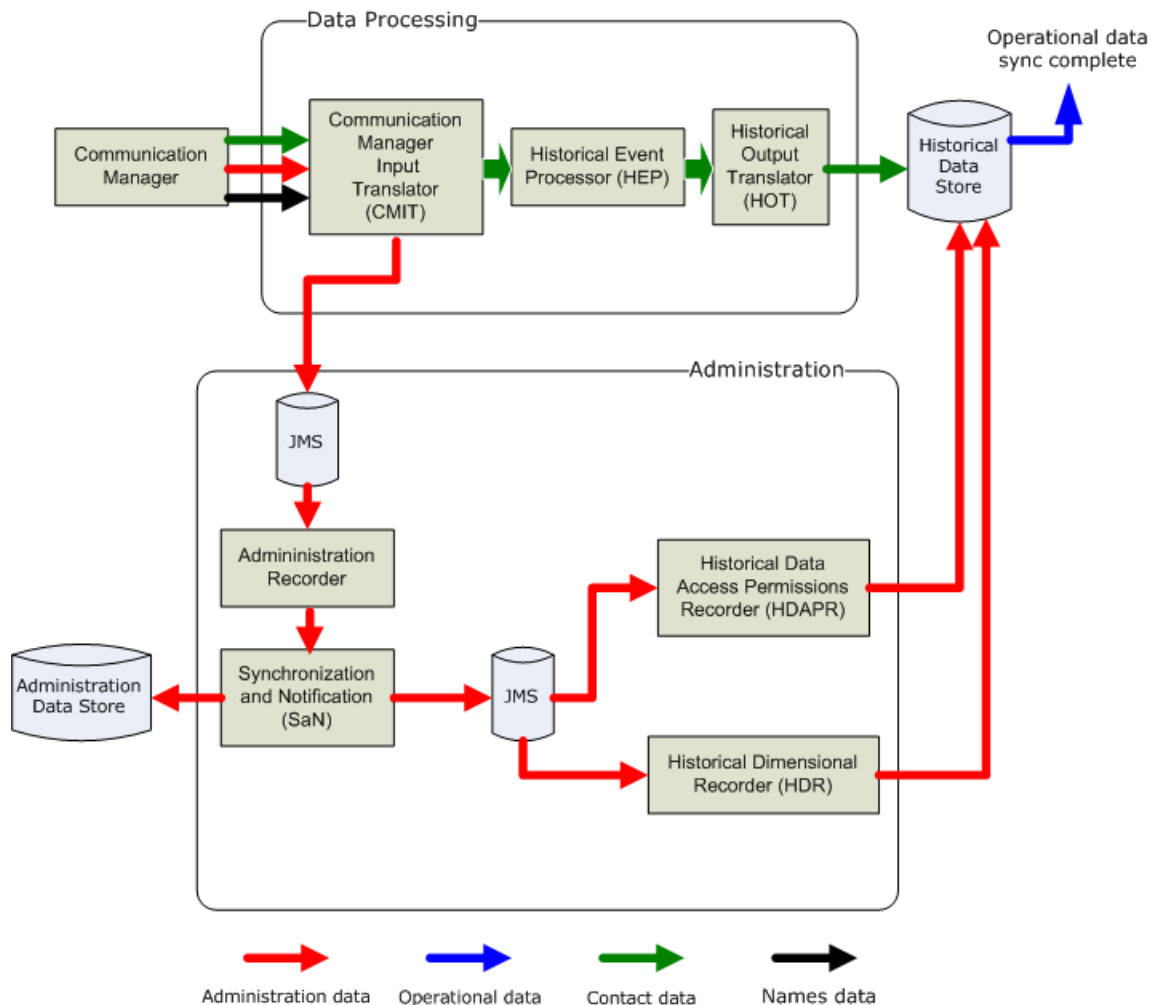 Data Processing
Operational data
sync complete
Communication
Manager
Communication
Manager
Input
Translator
(CMIT)
Historical Event
Processor (HEP)
Historical
Output
Translator
(HOT)
Historical
Data
Store
Administration
JMS
Admininistration
Recorder
Historical Data
Access Permissions
Recorder (HDAPR)
Administration
Data Store
Synchronization
and Notification
(SaN)
JMS
Historical Dimensional
Recorder (HDR)
Administration data
Operational data
Contact data
Names data